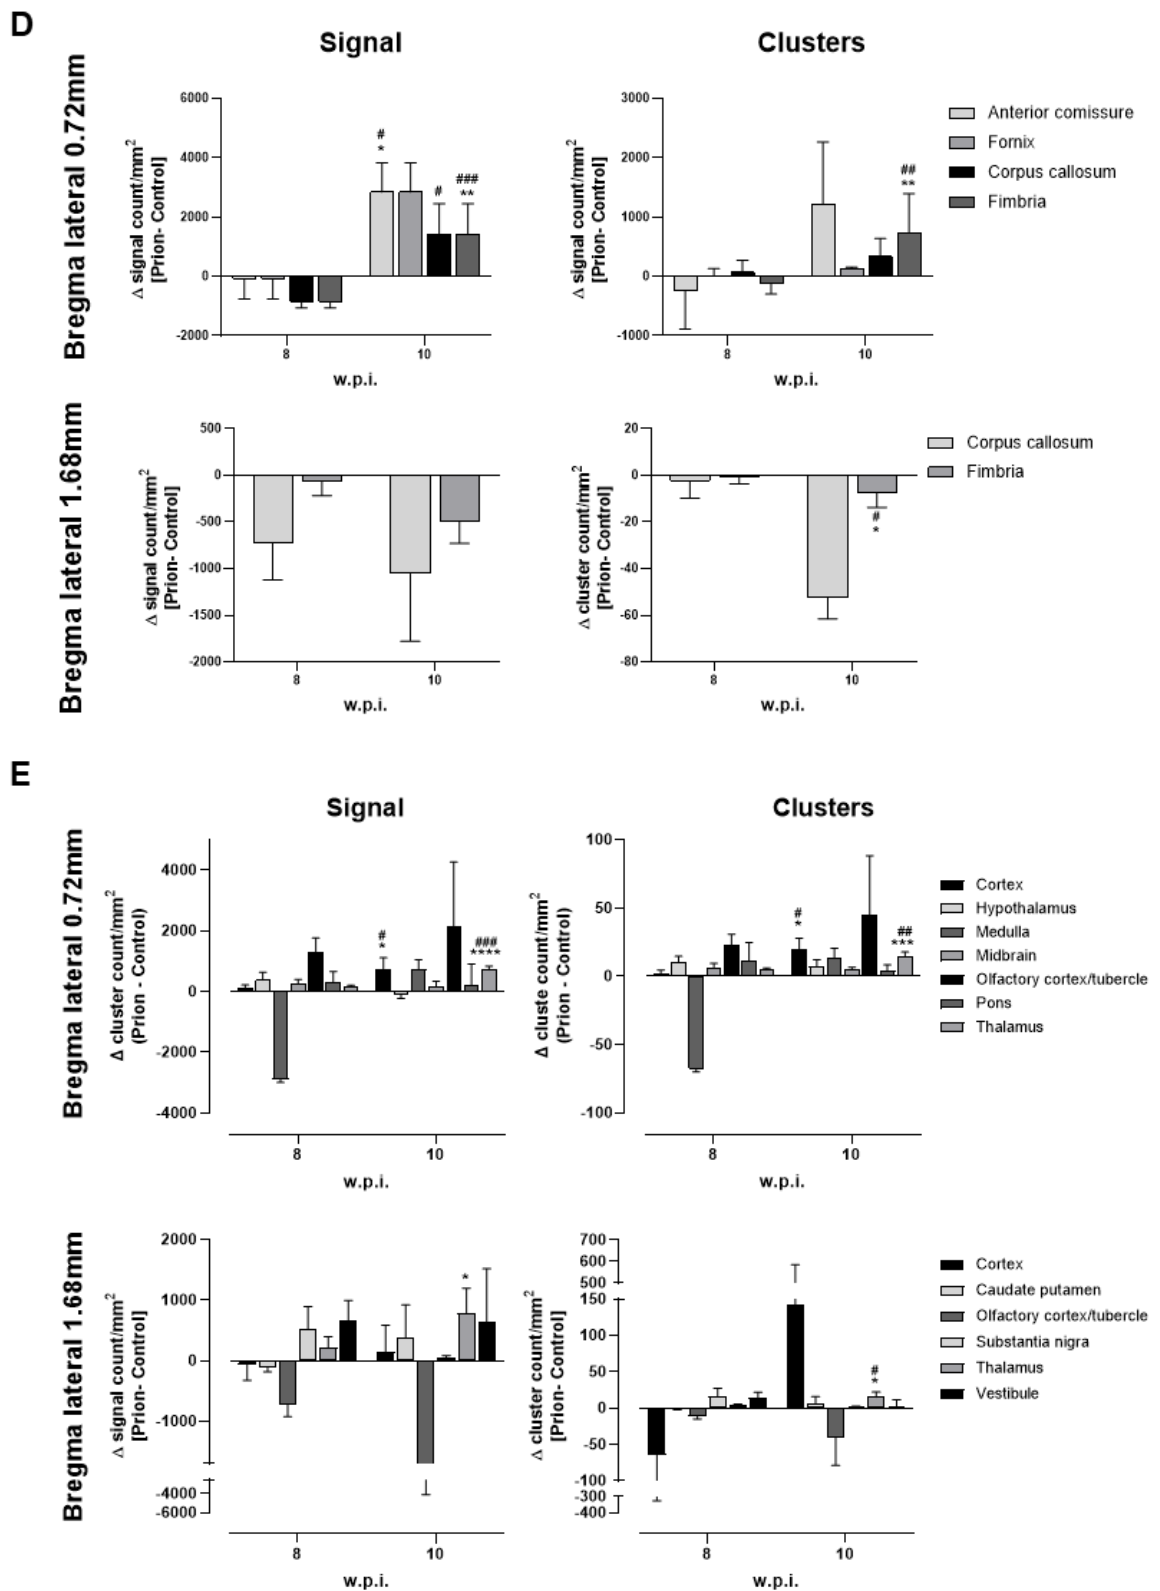 D
Signal
Clusters
Bregma lateral 0.72mm
Δ signal count/mm2
[Prion- Control]
6000
4000
2000
0
-2000
#
*
#
###
**
8
10
w.p.i.
Δ signal count/mm2
[Prion- Control]
3000
2000
1000
0
-1000
##
**
8
10
w.p.i.
Anterior comissure
Fornix
Corpus callosum
Fimbria
Bregma lateral 1.68mm
Δ signal count/mm2
[Prion- Control]
500
0
-500
-1000
-1500
-2000
8
10
w.p.i.
Δ cluster count/mm2
[Prion- Control]
20
0
-20
-40
-60
-80
#
*
8
10
w.p.i.
Corpus callosum
Fimbria
E
Signal
Clusters
Bregma lateral 0.72mm
Δ cluster count/mm2
(Prion - Control)
4000
2000
0
-2000
-4000
#
*
###
****
8
10
w.p.i.
Δ cluste count/mm2
(Prion - Control)
100
50
0
-50
-100
#
*
##
***
8
10
w.p.i.
Cortex
Hypothalamus
Medulla
Midbrain
Olfactory cortex/tubercle
Pons
Thalamus
Bregma lateral 1.68mm
Δ signal count/mm2
[Prion- Control]
2000
1000
0
-1000
-4000
-6000
*
8
10
w.p.i.
Δ cluster count/mm2
[Prion- Control]
700
600
500
150
100
50
0
-50
-100
-300
-400
#
*
8
10
w.p.i.
Cortex
Caudate putamen
Olfactory cortex/tubercle
Substantia nigra
Thalamus
Vestibule